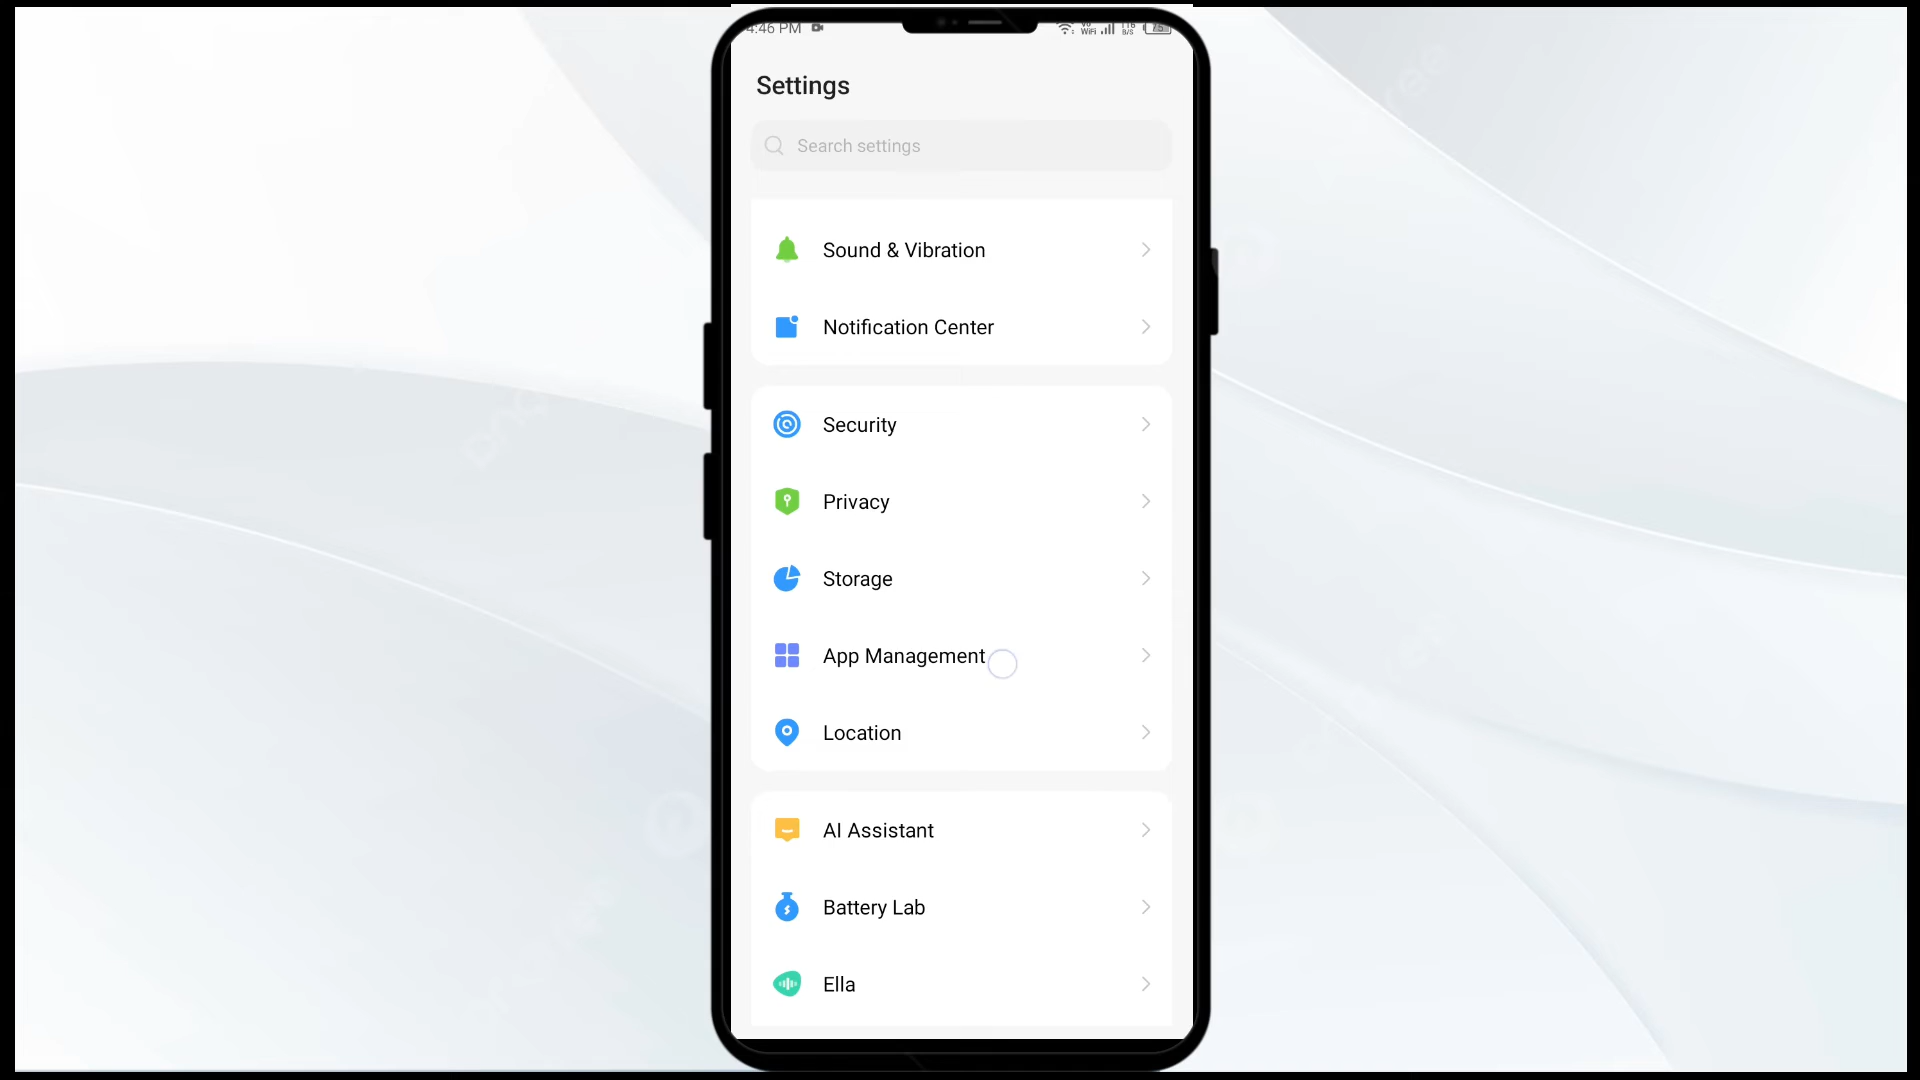 4:46 PM
Settings
Search settings
Sound & Vibration
Notification Center
Security
Privacy
Storage
App Management
Location
AI Assistant
Battery Lab
Ella